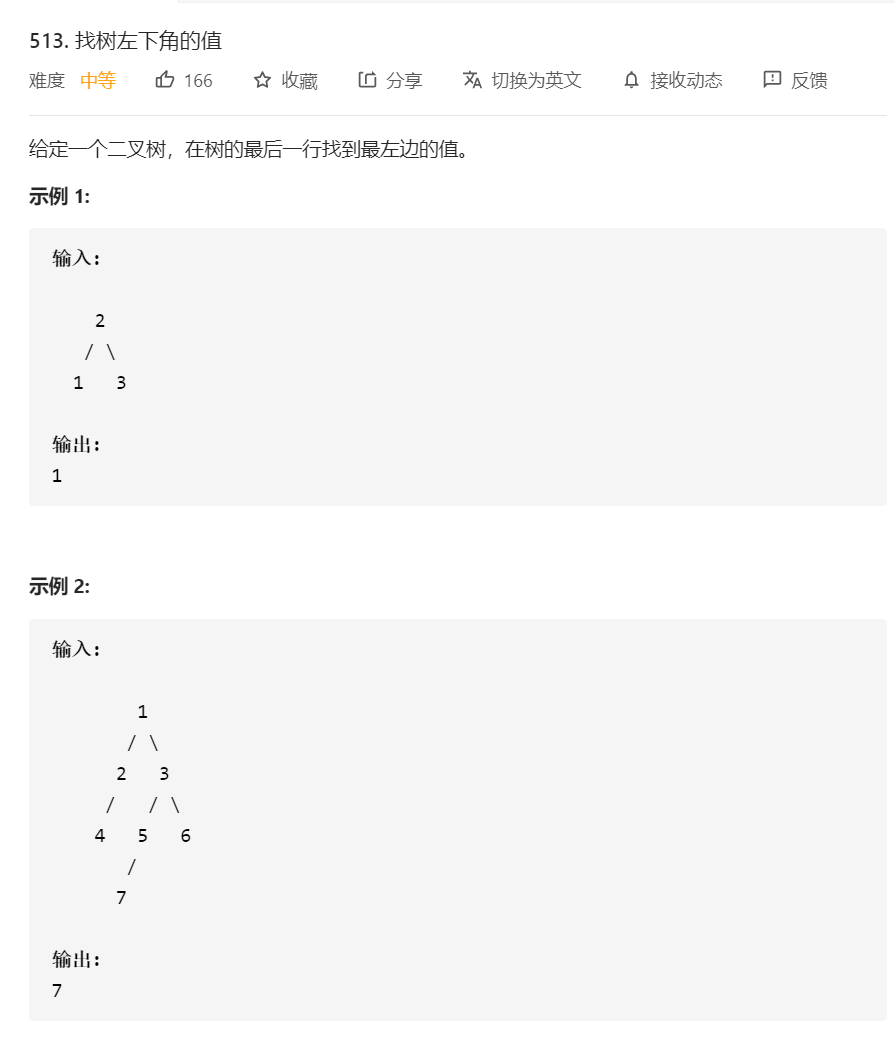 513. 找树左下角的值
难度 中等 166 收藏 分享 切换为英文 接收动态 反馈
给定一个二叉树，在树的最后一行找到最左边的值。
示例 1:
输入:
2
/ \
1 3
输出:
1
示例 2:
输入:
1
/ \
2 3
/ / \
4 5 6
/
7
输出:
7